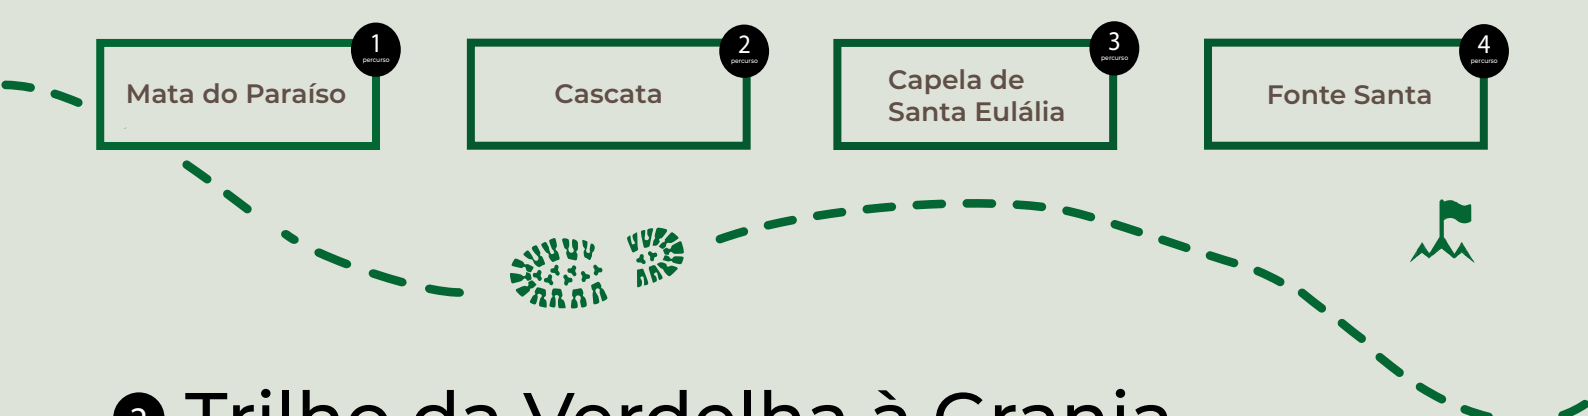 1
percurso
Mata do Paraíso
2
percurso
Cascata
3
percurso
Capela de
Santa Eulália
4
percurso
Fonte Santa
Trilho da Verdelha à Granja